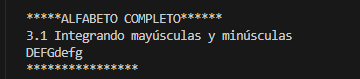 *****ALFABETO COMPLETO******
3.1 Integrando mayúsculas y minúsculas
DEFGdefg
****************